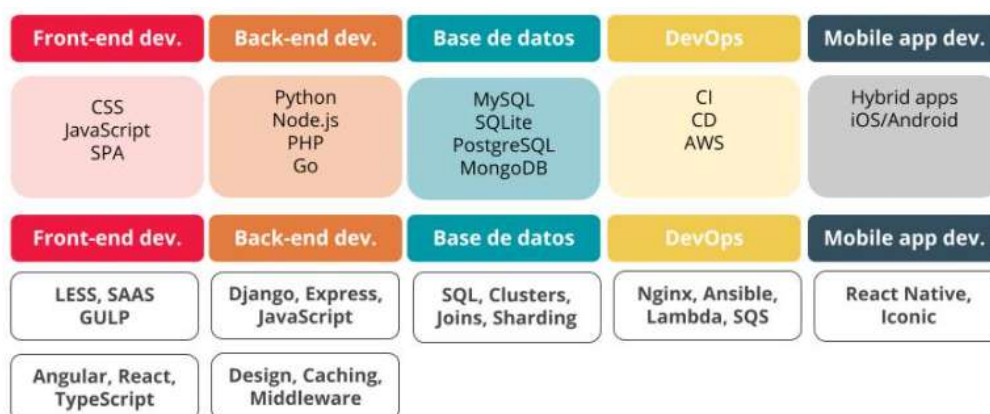 Front-end dev.
Back-end dev.
Base de datos
DevOps
Mobile app dev.
CSS
JavaScript
SPA
Python
Node.js
PHP
Go
MySQL
SQLite
PostgreSQL
MongoDB
CI
CD
AWS
Hybrid apps
iOS/Android
Front-end dev.
Back-end dev.
Base de datos
DevOps
Mobile app dev.
LESS, SAAS
GULP
Django, Express,
JavaScript
SQL, Clusters,
Joins, Sharding
Nginx, Ansible,
Lambda, SQS
React Native,
Iconic
Angular, React,
TypeScript
Design, Caching,
Middleware